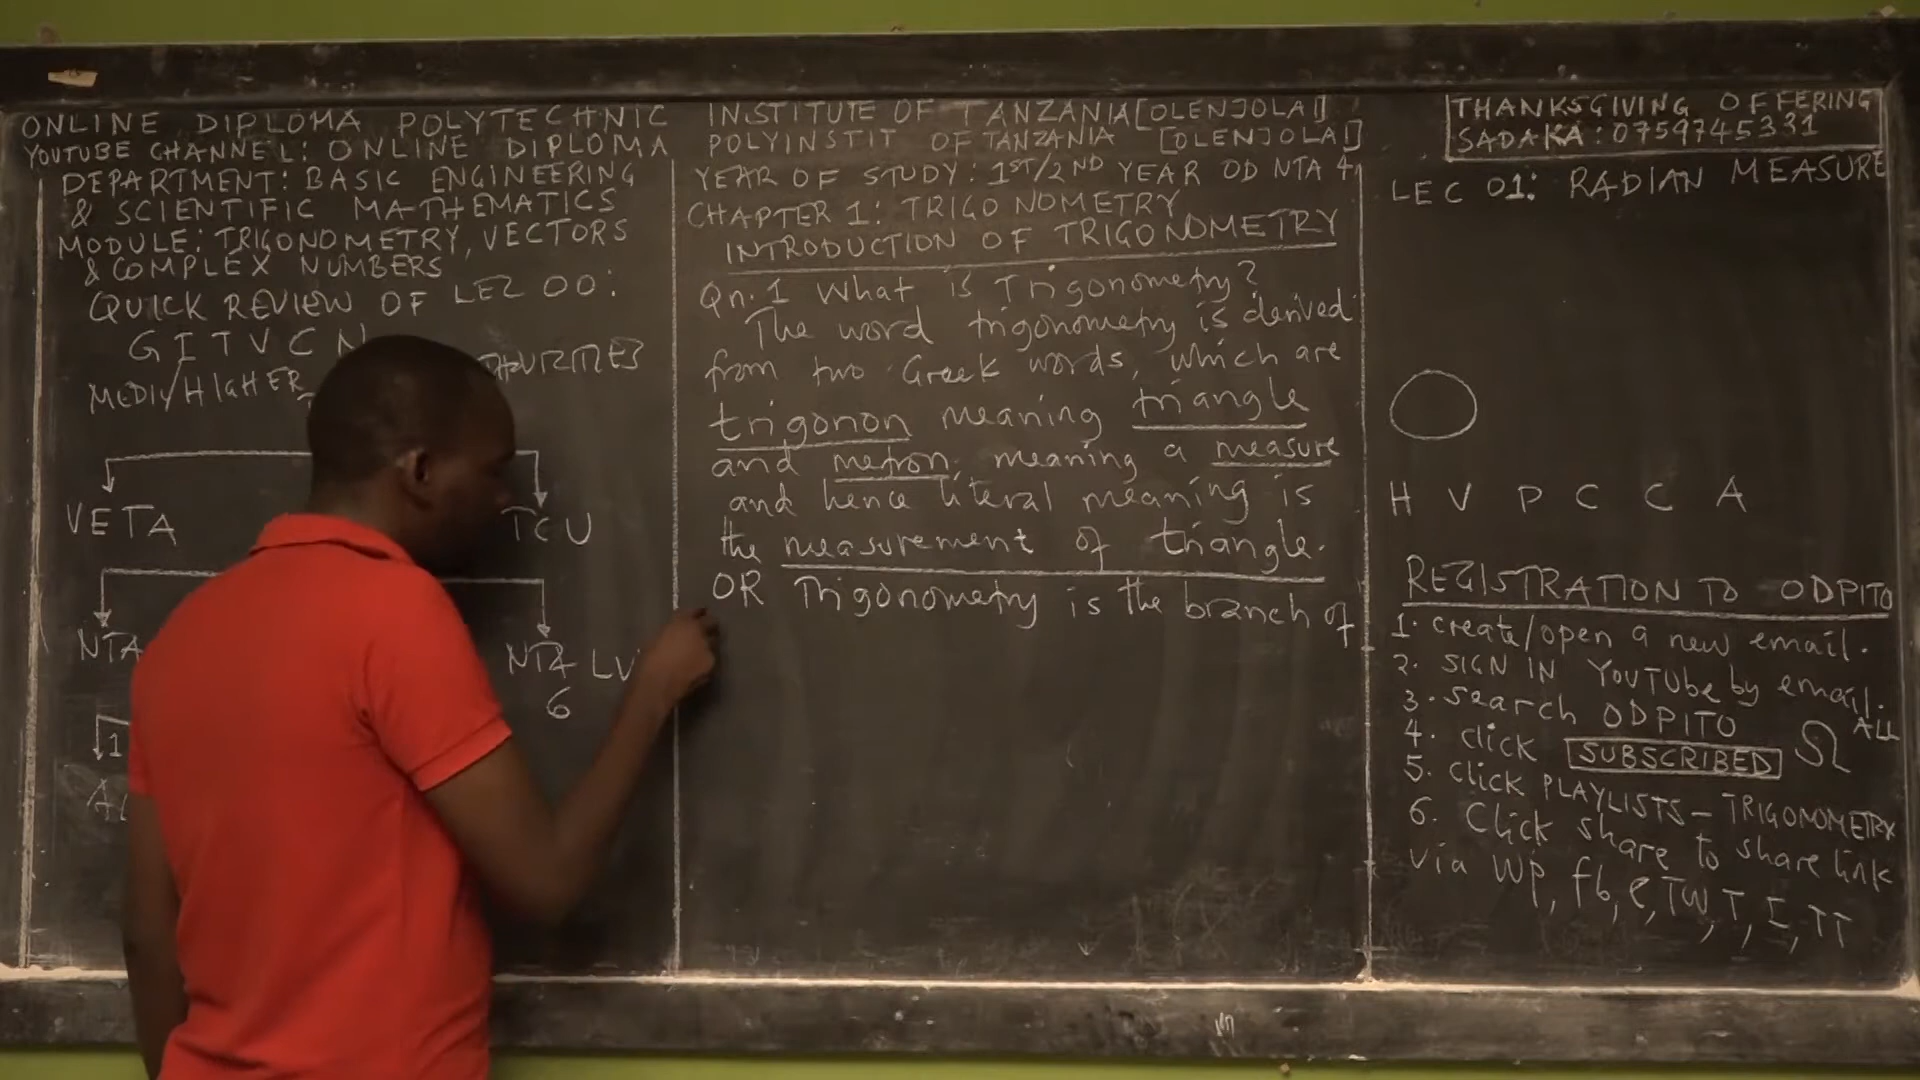 ONLINE DIPLOMA POLYTECHNIC INSTITUTE OF TANZANIA [OLENJOLAI]
YOUTUBE CHANNEL: ONLINE DIPLOMA POLYINSTIT OF TANZANIA [OLENJOLAI]
DEPARTMENT: BASIC ENGINEERING
& SCIENTIFIC MATHEMATICS
MODULE: TRIGONOMETRY, VECTORS
& COMPLEX NUMBERS
QUICK REVIEW OF LEC 00:
G I T V C N
MEDIY/HIGHER
VETA
TCU
NTA
NTA LV
6
1
YEAR OF STUDY: 1ST/2ND YEAR OD NTA 4
CHAPTER 1: TRIGONOMETRY
INTRODUCTION OF TRIGONOMETRY
Qn. 1 What is Trigonometry?
The word trigonometry is derived
from two Greek words, which are
trigonon meaning triangle
and metron, meaning a measure
and hence literal meaning is
the measurement of triangle.
OR Trigonometry is the branch of
THANKSGIVING OFFERING
SADAKA: 0759745331
LEC 01: RADIAN MEASURE
H V P C C A
REGISTRATION TO ODPITO
1. create/open a new email.
2. SIGN IN YOUTUbe by email.
3. search ODPITO
4. click SUBSCRIBED ALL
5. click PLAYLISTS - TRIGONOMETRY
6. Click share to share link
via Wp, fb, e, TW, T, I, TT